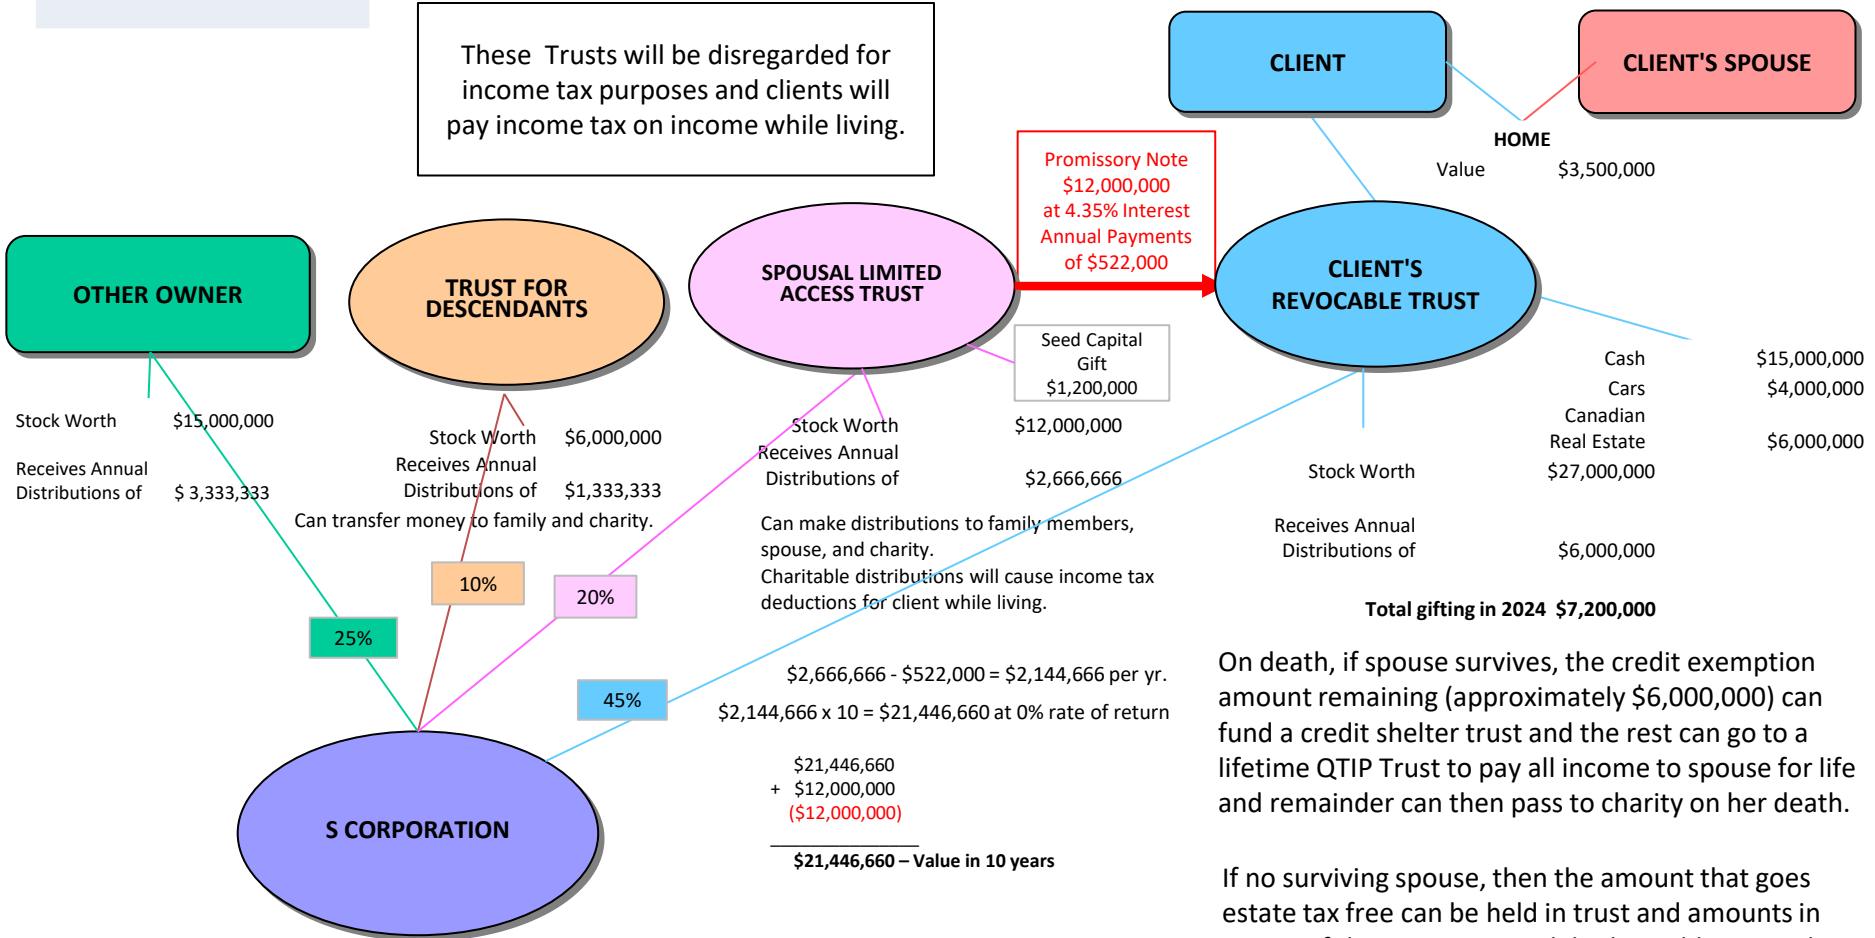 These Trusts will be disregarded for
income tax purposes and clients will
pay income tax on income while living.
CLIENT
CLIENT'S SPOUSE
HOME
Value $3,500,000
Promissory Note
$12,000,000
at 4.35% Interest
Annual Payments
of $522,000
OTHER OWNER
TRUST FOR
DESCENDANTS
SPOUSAL LIMITED
ACCESS TRUST
CLIENT'S
REVOCABLE TRUST
Seed Capital
Gift
$1,200,000
Stock Worth $15,000,000
Receives Annual
Distributions of $ 3,333,333
Stock Worth $6,000,000
Receives Annual
Distributions of $1,333,333
Can transfer money to family and charity.
Stock Worth $12,000,000
Receives Annual
Distributions of $2,666,666
Can make distributions to family members,
spouse, and charity.
Charitable distributions will cause income tax
deductions for client while living.
Cash $15,000,000
Cars $4,000,000
Canadian
Real Estate $6,000,000
Stock Worth $27,000,000
Receives Annual
Distributions of $6,000,000
Total gifting in 2024 $7,200,000
10%
20%
25%
45%
S CORPORATION
$2,666,666 - $522,000 = $2,144,666 per yr.
$2,144,666 x 10 = $21,446,660 at 0% rate of return
$21,446,660
+ $12,000,000
($12,000,000)
$21,446,660 – Value in 10 years
On death, if spouse survives, the credit exemption
amount remaining (approximately $6,000,000) can
fund a credit shelter trust and the rest can go to a
lifetime QTIP Trust to pay all income to spouse for life
and remainder can then pass to charity on her death.
If no surviving spouse, then the amount that goes
estate tax free can be held in trust and amounts in